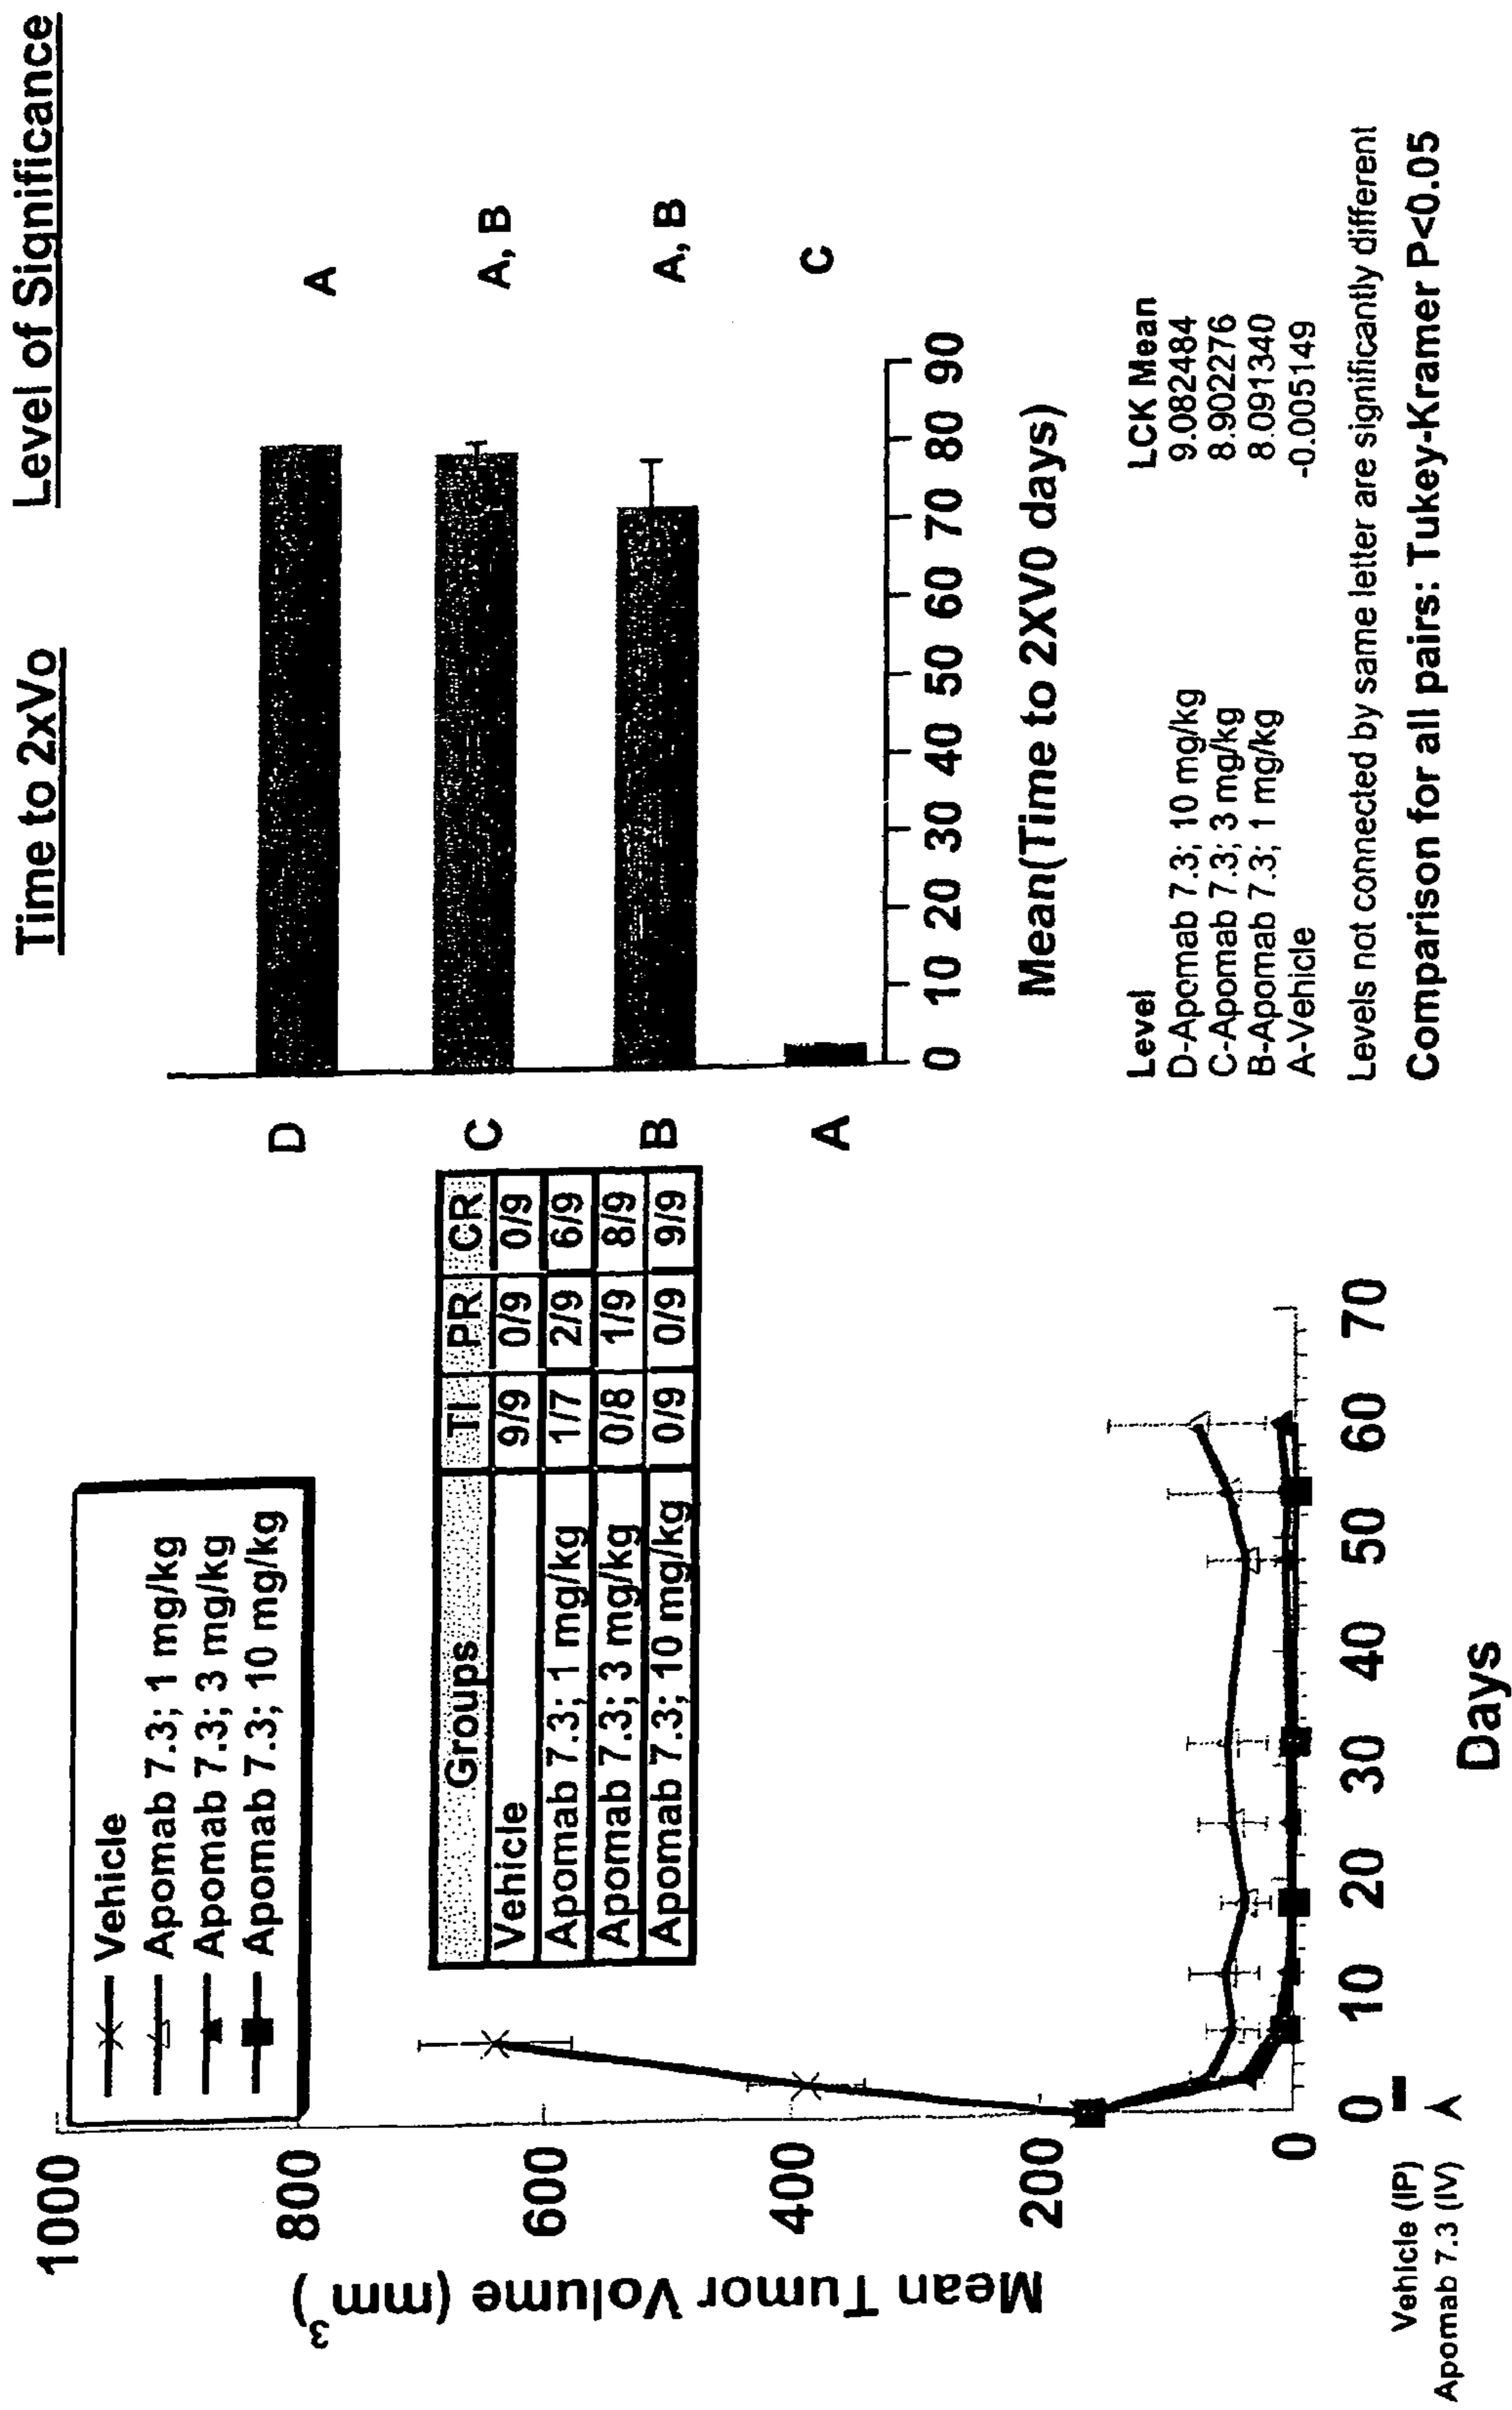 Time to 2xVo
Level of Significance
1000
800
600
400
200
0
Mean Tumor Volume (mm3)
Vehicle
Apomab 7.3; 1 mg/kg
Apomab 7.3; 3 mg/kg
Apomab 7.3; 10 mg/kg
Groups TI PR CR
Vehicle 9/9 0/9 0/9
Apomab 7.3; 1 mg/kg 1/7 2/9 6/9
Apomab 7.3; 3 mg/kg 0/8 1/9 8/9
Apomab 7.3; 10 mg/kg 0/9 0/9 9/9
0 10 20 30 40 50 60 70
Vehicle (IP)
Apomab 7.3 (IV)
Days
D A
C A, B
B A, B
A C
0 10 20 30 40 50 60 70 80 90
Mean(Time to 2XV0 days)
Level LCK Mean
D-Apomab 7.3; 10 mg/kg 9.082484
C-Apomab 7.3; 3 mg/kg 8.902276
B-Apomab 7.3; 1 mg/kg 8.091340
A-Vehicle -0.005149
Levels not connected by same letter are significantly different
Comparison for all pairs: Tukey-Kramer P<0.05